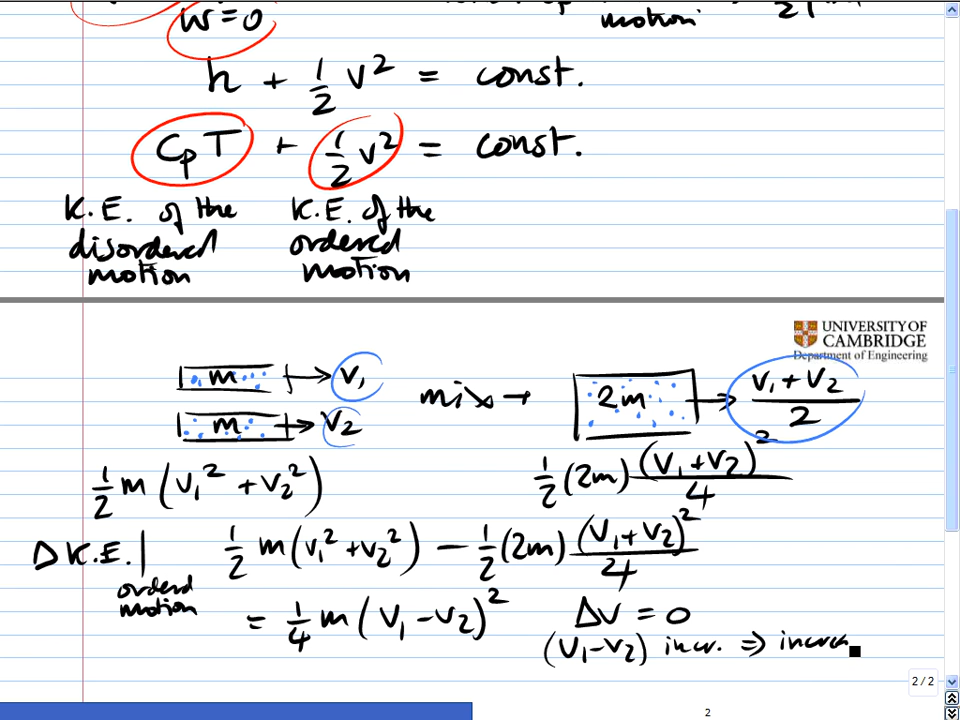 w = 0
motion
h + 1/2 V² = const.
CpT + 1/2 V² = const.
K.E. of the disordered motion K.E. of the ordered motion
UNIVERSITY OF
CAMBRIDGE
Department of Engineering
m → V₁
m → V₂
mix → 2m → (V₁ + V₂)/2
1/2 m (V₁² + V₂²) 1/2 (2m) (V₁ + V₂)²/4
Δ K.E.| ordered motion 1/2 m (V₁² + V₂²) − 1/2 (2m) (V₁ + V₂)²/4
= 1/4 m (V₁ − V₂)² ΔV = 0
(V₁ − V₂) incr. ⇒ increa
2 / 2
2